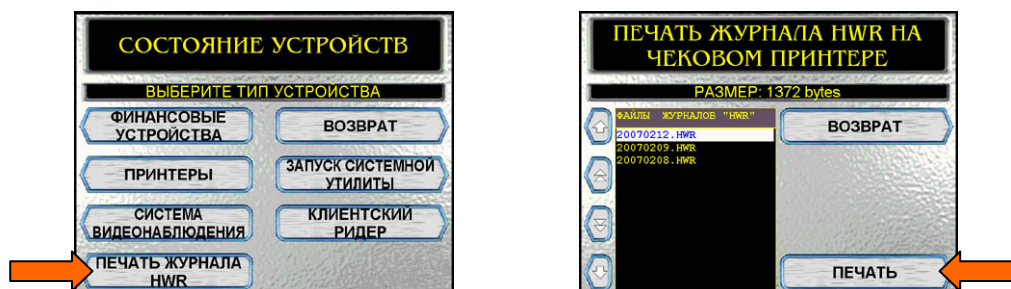 СОСТОЯНИЕ УСТРОЙСТВ
ВЫБЕРИТЕ ТИП УСТРОЙСТВА
ФИНАНСОВЫЕ
УСТРОЙСТВА
ВОЗВРАТ
ПРИНТЕРЫ
ЗАПУСК СИСТЕМНОЙ
УТИЛИТЫ
СИСТЕМА
ВИДЕОНАБЛЮДЕНИЯ
КЛИЕНТСКИЙ
РИДЕР
ПЕЧАТЬ ЖУРНАЛА
HWR
ПЕЧАТЬ ЖУРНАЛА HWR НА
ЧЕКОВОМ ПРИНТЕРЕ
РАЗМЕР: 1372 bytes
ФАЙЛЫ ЖУРНАЛОВ "HWR"
20070212.HWR
20070209.HWR
20070208.HWR
ВОЗВРАТ
ПЕЧАТЬ